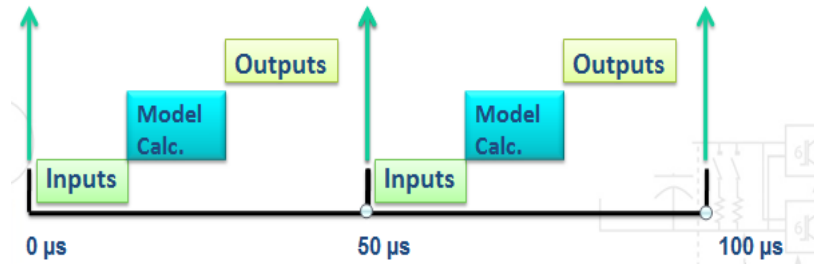 Outputs
Outputs
Model
Calc.
Model
Calc.
Inputs
Inputs
0 µs
50 µs
100 µs